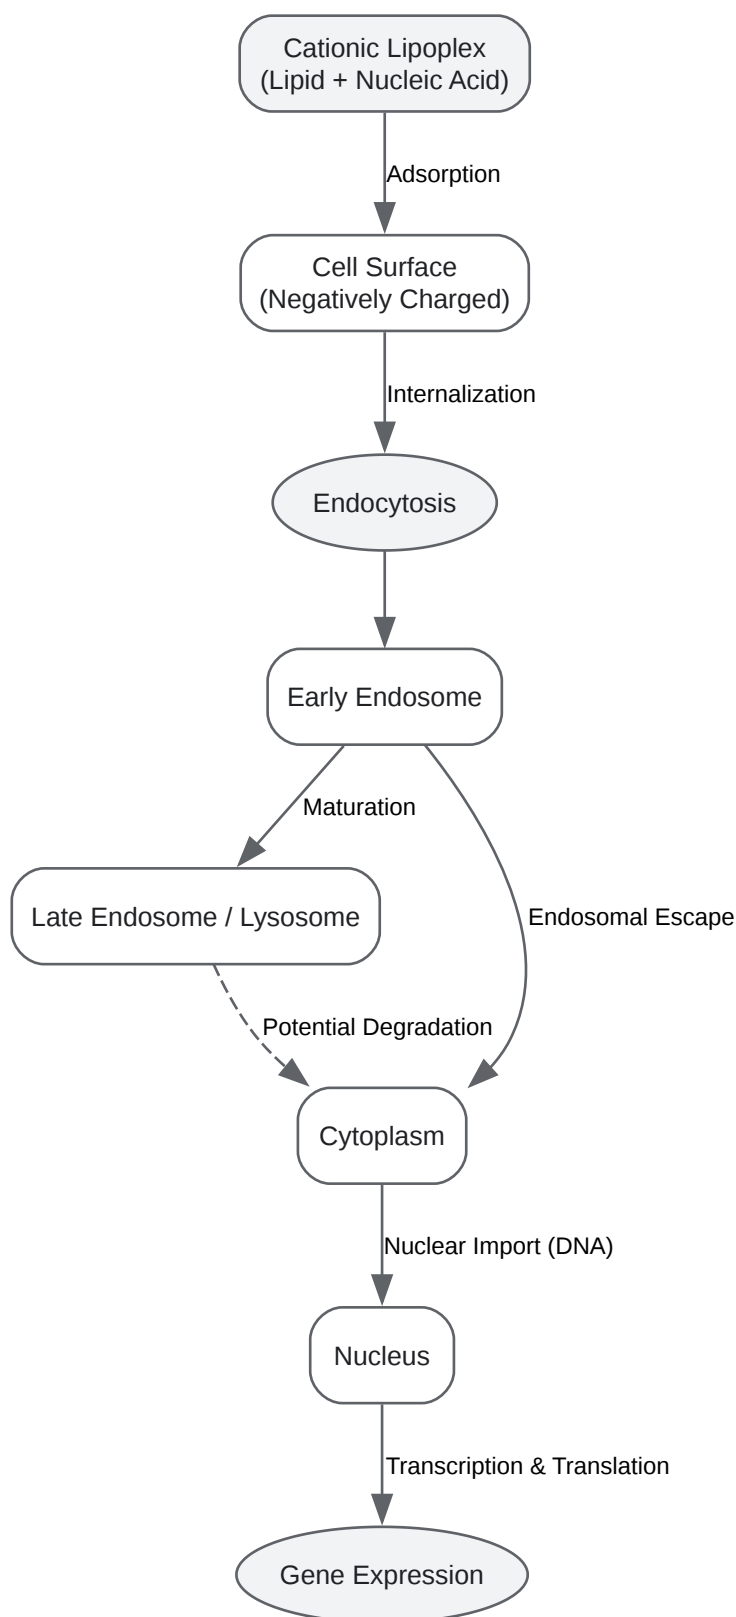 Cationic Lipoplex
(Lipid + Nucleic Acid)
Adsorption
Cell Surface
(Negatively Charged)
Internalization
Endocytosis
Early Endosome
Maturation
Late Endosome / Lysosome
Endosomal Escape
Potential Degradation
Cytoplasm
Nuclear Import (DNA)
Nucleus
Transcription & Translation
Gene Expression